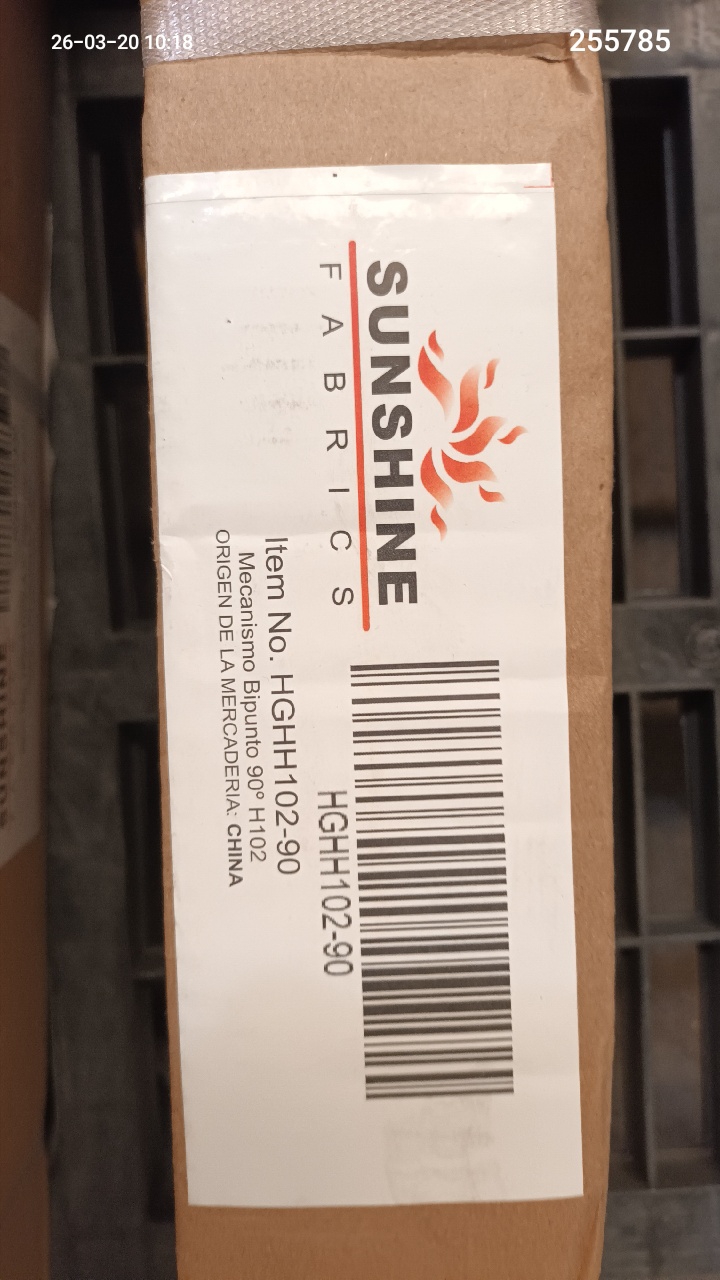 26-03-20 10:18
255785
SUNSHINE
FABRICS
HGHH102-90
Item No. HGHH102-90
Mecanismo Bipunto 90º H102
ORIGEN DE LA MERCADERIA: CHINA